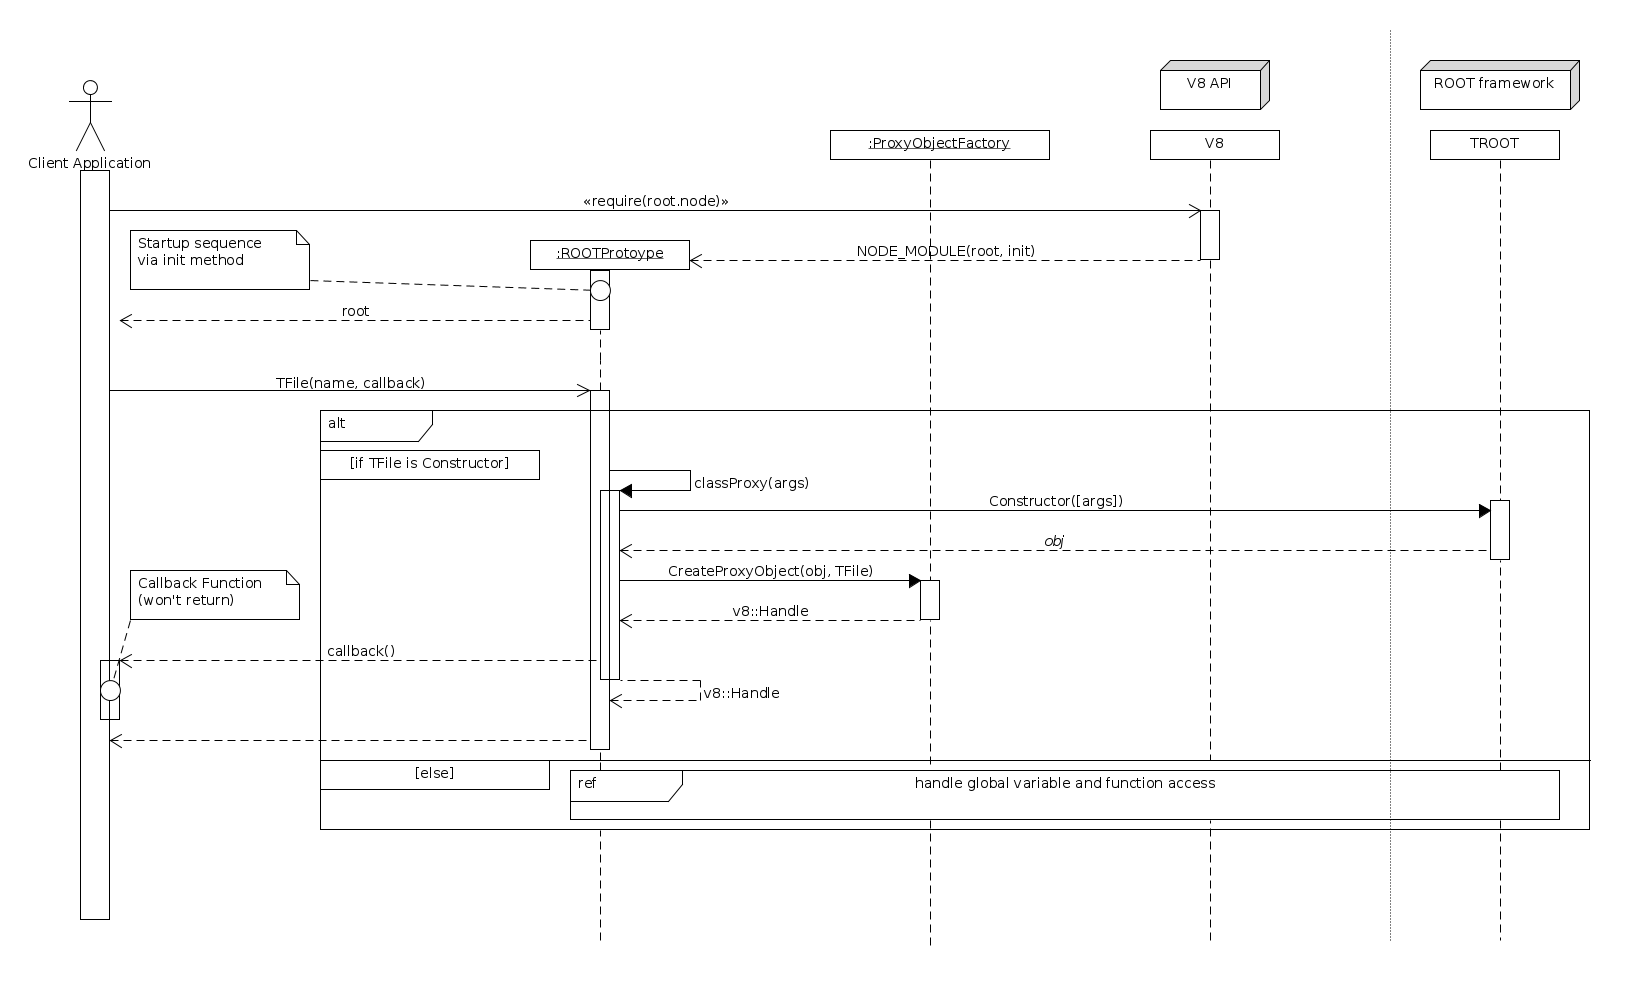 V8 API
ROOT framework
:ProxyObjectFactory
V8
TROOT
Client Application
«require(root.node)»
Startup sequence
via init method
:ROOTProtoype
NODE_MODULE(root, init)
root
TFile(name, callback)
alt
[if TFile is Constructor]
classProxy(args)
Constructor([args])
obj
Callback Function
(won't return)
CreateProxyObject(obj, TFile)
v8::Handle
callback()
v8::Handle
[else]
ref
handle global variable and function access